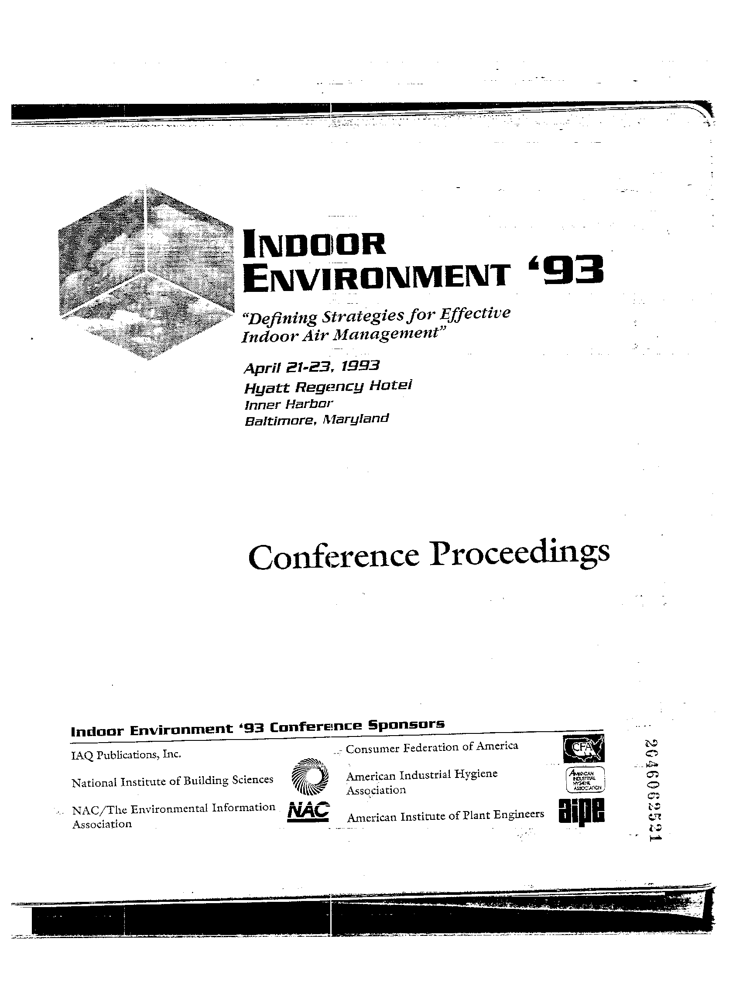 INDOOR
ENVIRONMENT ‘93
“Defining Strategies for Effective
Indoor Air Management”
April 21-23, 1993
Hyatt Regency Hotel
Inner Harbor
Baltimore, Maryland
Conference Proceedings
Indoor Environment ‘93 Conference Sponsors
IAQ Publications, Inc.
National Institute of Building Sciences
NAC/The Environmental Information
Association
NAC
Consumer Federation of America
CFA
American Industrial Hygiene
Association
AMERICAN
INDUSTRIAL
HYGIENE
ASSOCIATION
American Institute of Plant Engineers
aipe
2046062521